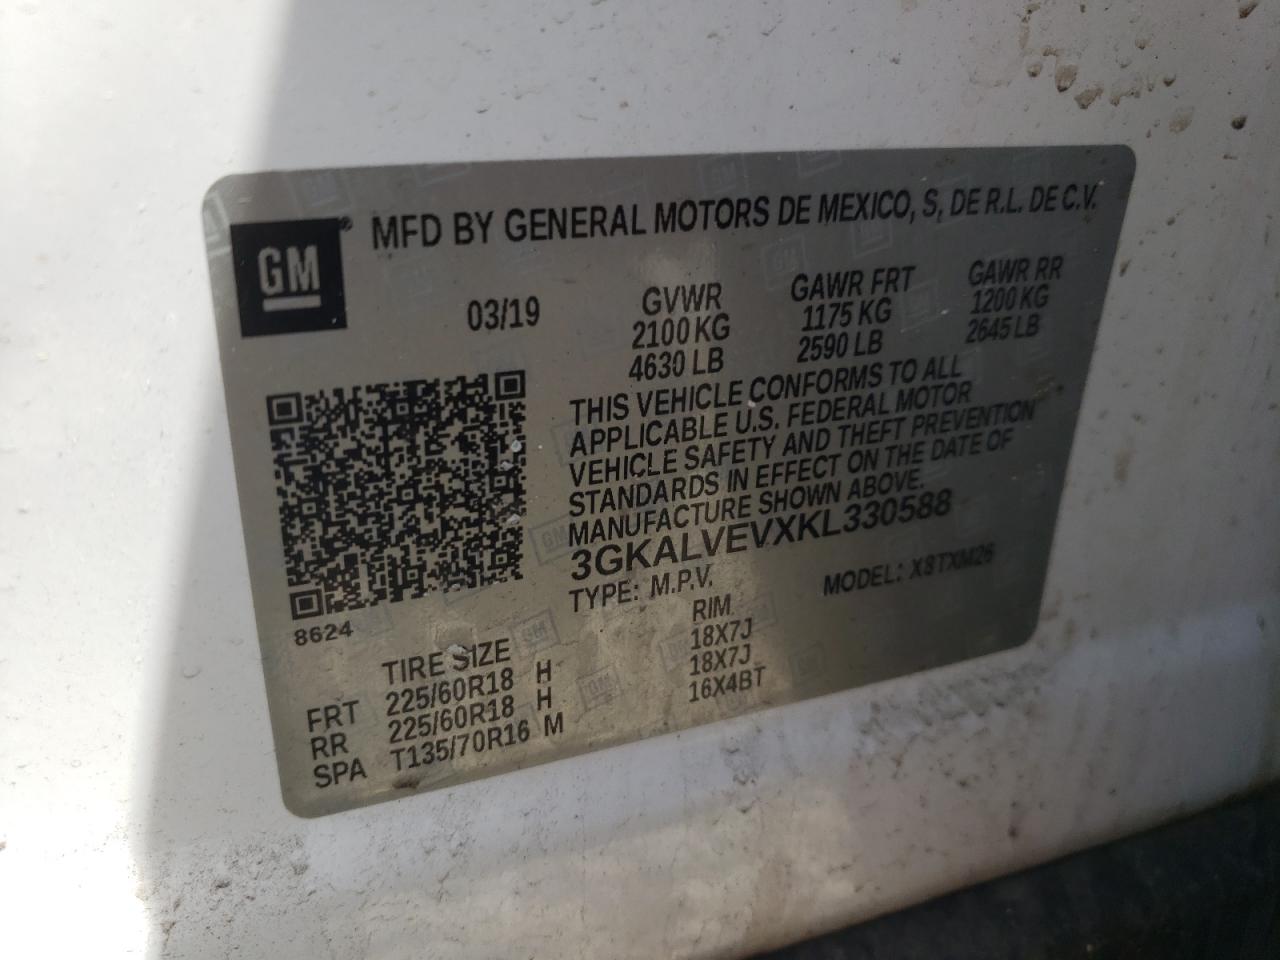 GM
®
MFD BY GENERAL MOTORS DE MEXICO, S, DE R.L. DE C.V.
03/19 GVWR GAWR FRT GAWR RR
2100 KG 1175 KG 1200 KG
4630 LB 2590 LB 2645 LB
THIS VEHICLE CONFORMS TO ALL
APPLICABLE U.S. FEDERAL MOTOR
VEHICLE SAFETY AND THEFT PREVENTION
STANDARDS IN EFFECT ON THE DATE OF
MANUFACTURE SHOWN ABOVE.
3GKALVEVXKL330588
TYPE: M.P.V. MODEL: X8TXM26
8624
TIRE SIZE RIM
FRT 225/60R18 H 18X7J
RR 225/60R18 H 18X7J
SPA T135/70R16 M 16X4BT